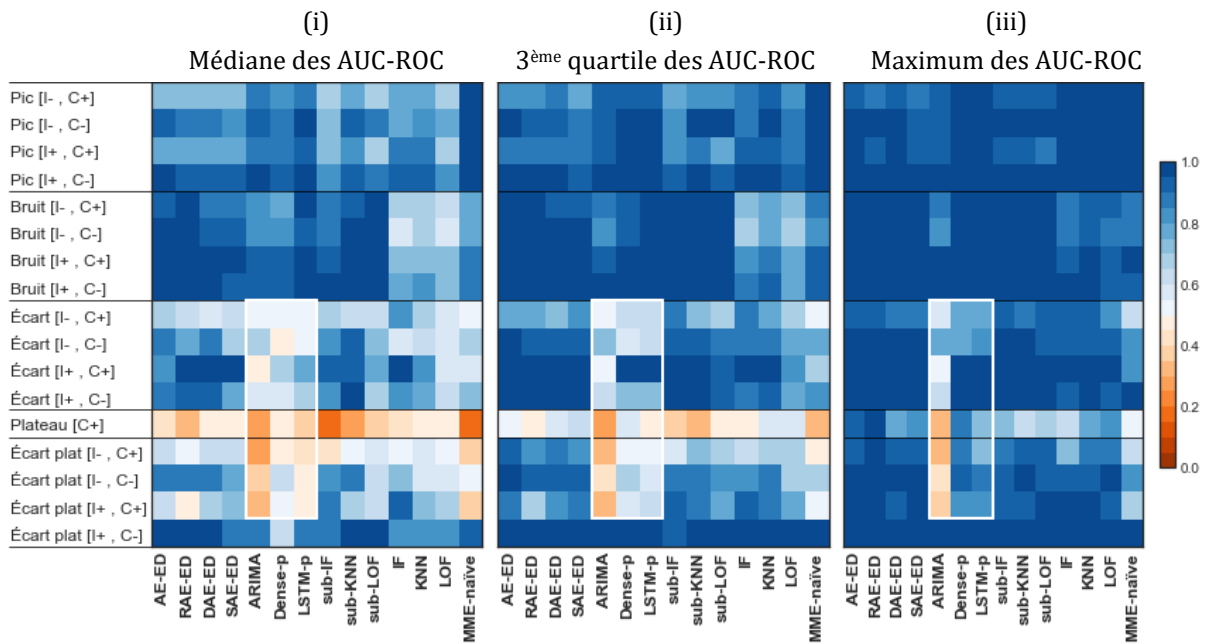 (i)
(ii)
(iii)
Médiane des AUC-ROC
3ème quartile des AUC-ROC
Maximum des AUC-ROC
Pic [I- , C+]
Pic [I- , C-]
Pic [I+ , C+]
Pic [I+ , C-]
Bruit [I- , C+]
Bruit [I- , C-]
Bruit [I+ , C+]
Bruit [I+ , C-]
Écart [I- , C+]
Écart [I- , C-]
Écart [I+ , C+]
Écart [I+ , C-]
Plateau [C+]
Écart plat [I- , C+]
Écart plat [I- , C-]
Écart plat [I+ , C+]
Écart plat [I+ , C-]
1.0
0.8
0.6
0.4
0.2
0.0
AE-ED
RAE-ED
DAE-ED
SAE-ED
ARIMA
Dense-p
LSTM-p
sub-IF
sub-KNN
sub-LOF
IF
KNN
LOF
MME-naïve
AE-ED
RAE-ED
DAE-ED
SAE-ED
ARIMA
Dense-p
LSTM-p
sub-IF
sub-KNN
sub-LOF
IF
KNN
LOF
MME-naïve
AE-ED
RAE-ED
DAE-ED
SAE-ED
ARIMA
Dense-p
LSTM-p
sub-IF
sub-KNN
sub-LOF
IF
KNN
LOF
MME-naïve